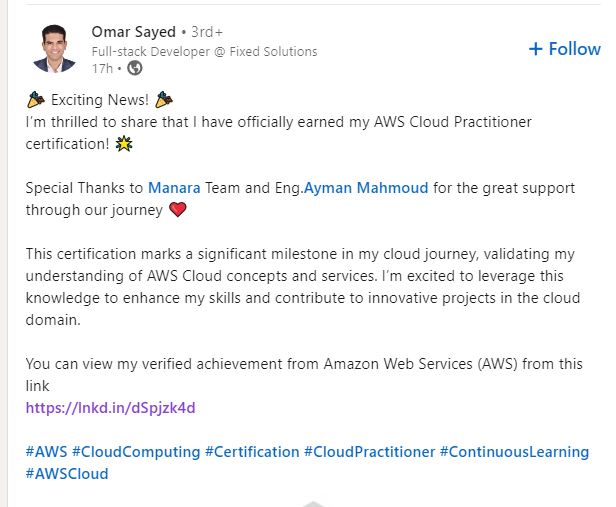 Omar Sayed • 3rd+
Full-stack Developer @ Fixed Solutions
17h •
+ Follow
🎉 Exciting News! 🎉
I'm thrilled to share that I have officially earned my AWS Cloud Practitioner
certification! 🌟
Special Thanks to Manara Team and Eng.Ayman Mahmoud for the great support
through our journey ❤️
This certification marks a significant milestone in my cloud journey, validating my
understanding of AWS Cloud concepts and services. I'm excited to leverage this
knowledge to enhance my skills and contribute to innovative projects in the cloud
domain.
You can view my verified achievement from Amazon Web Services (AWS) from this
link
https://lnkd.in/dSpjzk4d
#AWS #CloudComputing #Certification #CloudPractitioner #ContinuousLearning
#AWSCloud